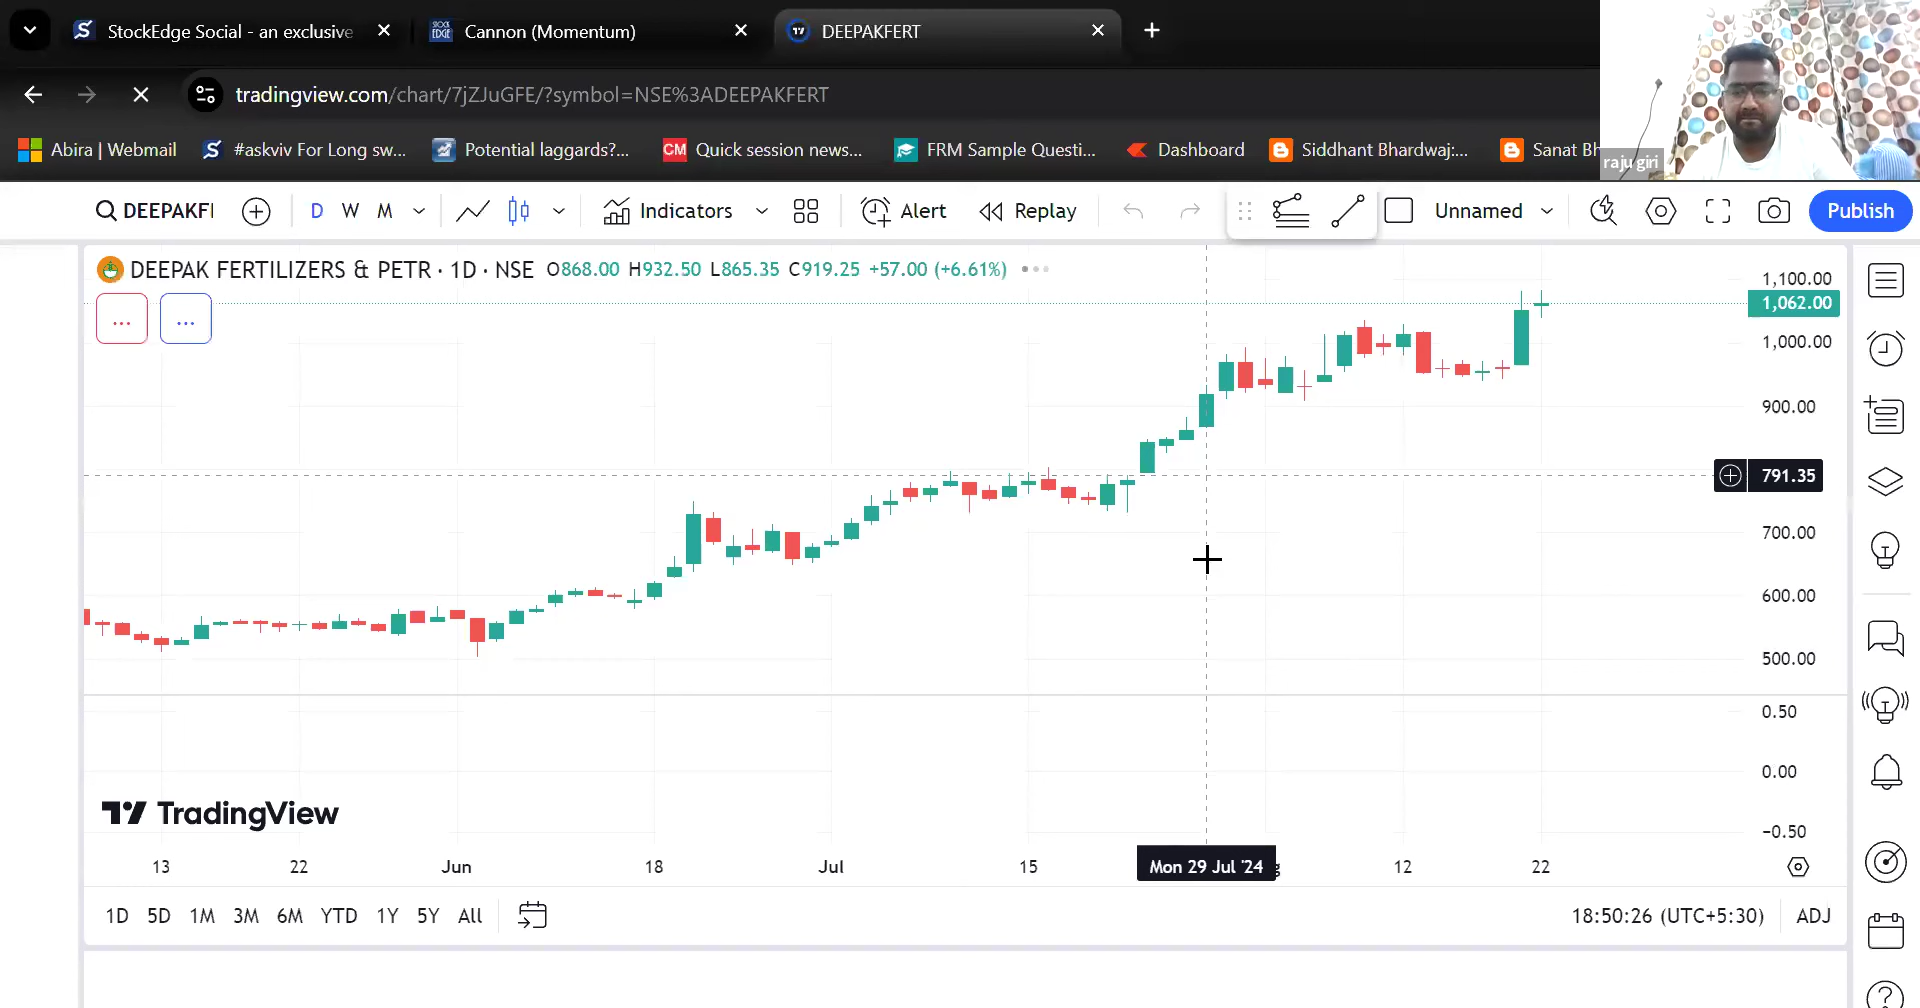 StockEdge Social - an exclusive
STOCK EDGE
Cannon (Momentum)
DEEPAKFERT
tradingview.com/chart/7jZJuGFE/?symbol=NSE%3ADEEPAKFERT
Abira | Webmail
#askviv For Long sw...
Potential laggards?...
CM
Quick session news...
FRM Sample Questi...
Dashboard
Siddhant Bhardwaj:...
Sanat Bh
raju giri
DEEPAKFI
D
W
M
Indicators
Alert
Replay
Unnamed
Publish
DEEPAK FERTILIZERS & PETR · 1D · NSE O868.00 H932.50 L865.35 C919.25 +57.00 (+6.61%)
...
...
1,100.00
1,062.00
1,000.00
900.00
791.35
700.00
600.00
500.00
0.50
0.00
−0.50
TradingView
13
22
Jun
18
Jul
15
Mon 29 Jul '24
12
22
1D 5D 1M 3M 6M YTD 1Y 5Y All
18:50:26 (UTC+5:30)
ADJ